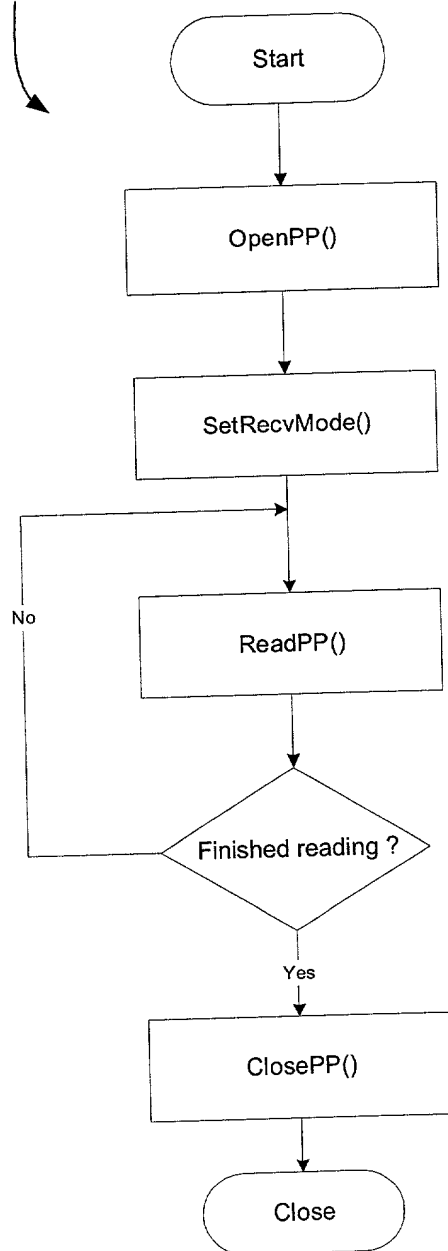 Start
OpenPP()
SetRecvMode()
No
ReadPP()
Finished reading ?
Yes
ClosePP()
Close